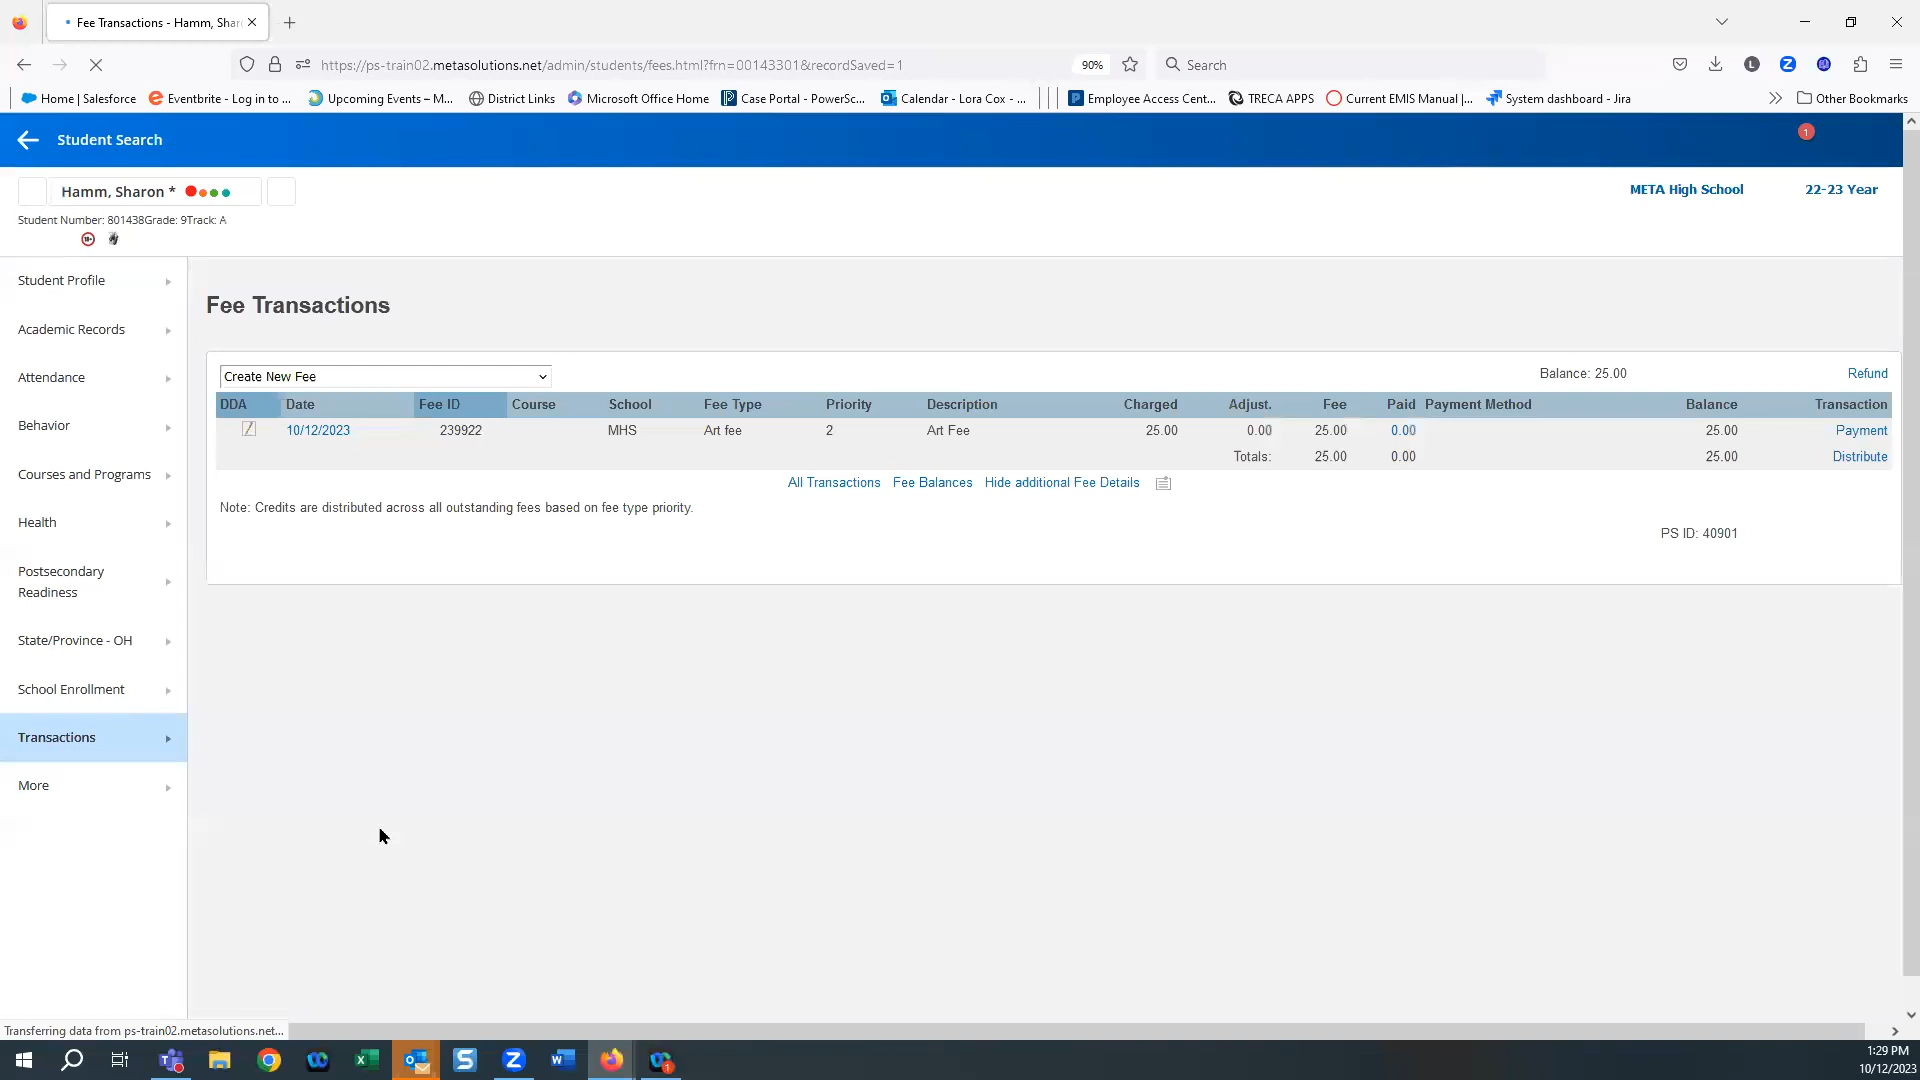 Fee Transactions - Hamm, Shar
https://ps-train02.metasolutions.net/admin/students/fees.html?frn=00143301&recordSaved=1
90%
Search
Home | Salesforce
Eventbrite - Log in to ...
Upcoming Events – M...
District Links
Microsoft Office Home
Case Portal - PowerSc...
Calendar - Lora Cox - ...
Employee Access Cent...
TRECA APPS
Current EMIS Manual |...
System dashboard - Jira
Other Bookmarks
Student Search
1
Hamm, Sharon *
META High School
22-23 Year
Student Number: 801438Grade: 9Track: A
Student Profile
Academic Records
Attendance
Behavior
Courses and Programs
Health
Postsecondary
Readiness
State/Province - OH
School Enrollment
Transactions
More
Fee Transactions
Create New Fee
Balance: 25.00
Refund
DDA Date Fee ID Course School Fee Type Priority Description Charged Adjust. Fee Paid Payment Method Balance Transaction
10/12/2023 239922 MHS Art fee 2 Art Fee 25.00 0.00 25.00 0.00 25.00 Payment
Totals: 25.00 0.00 25.00 Distribute
All Transactions Fee Balances Hide additional Fee Details
Note: Credits are distributed across all outstanding fees based on fee type priority.
PS ID: 40901
Transferring data from ps-train02.metasolutions.net...
1:29 PM
10/12/2023